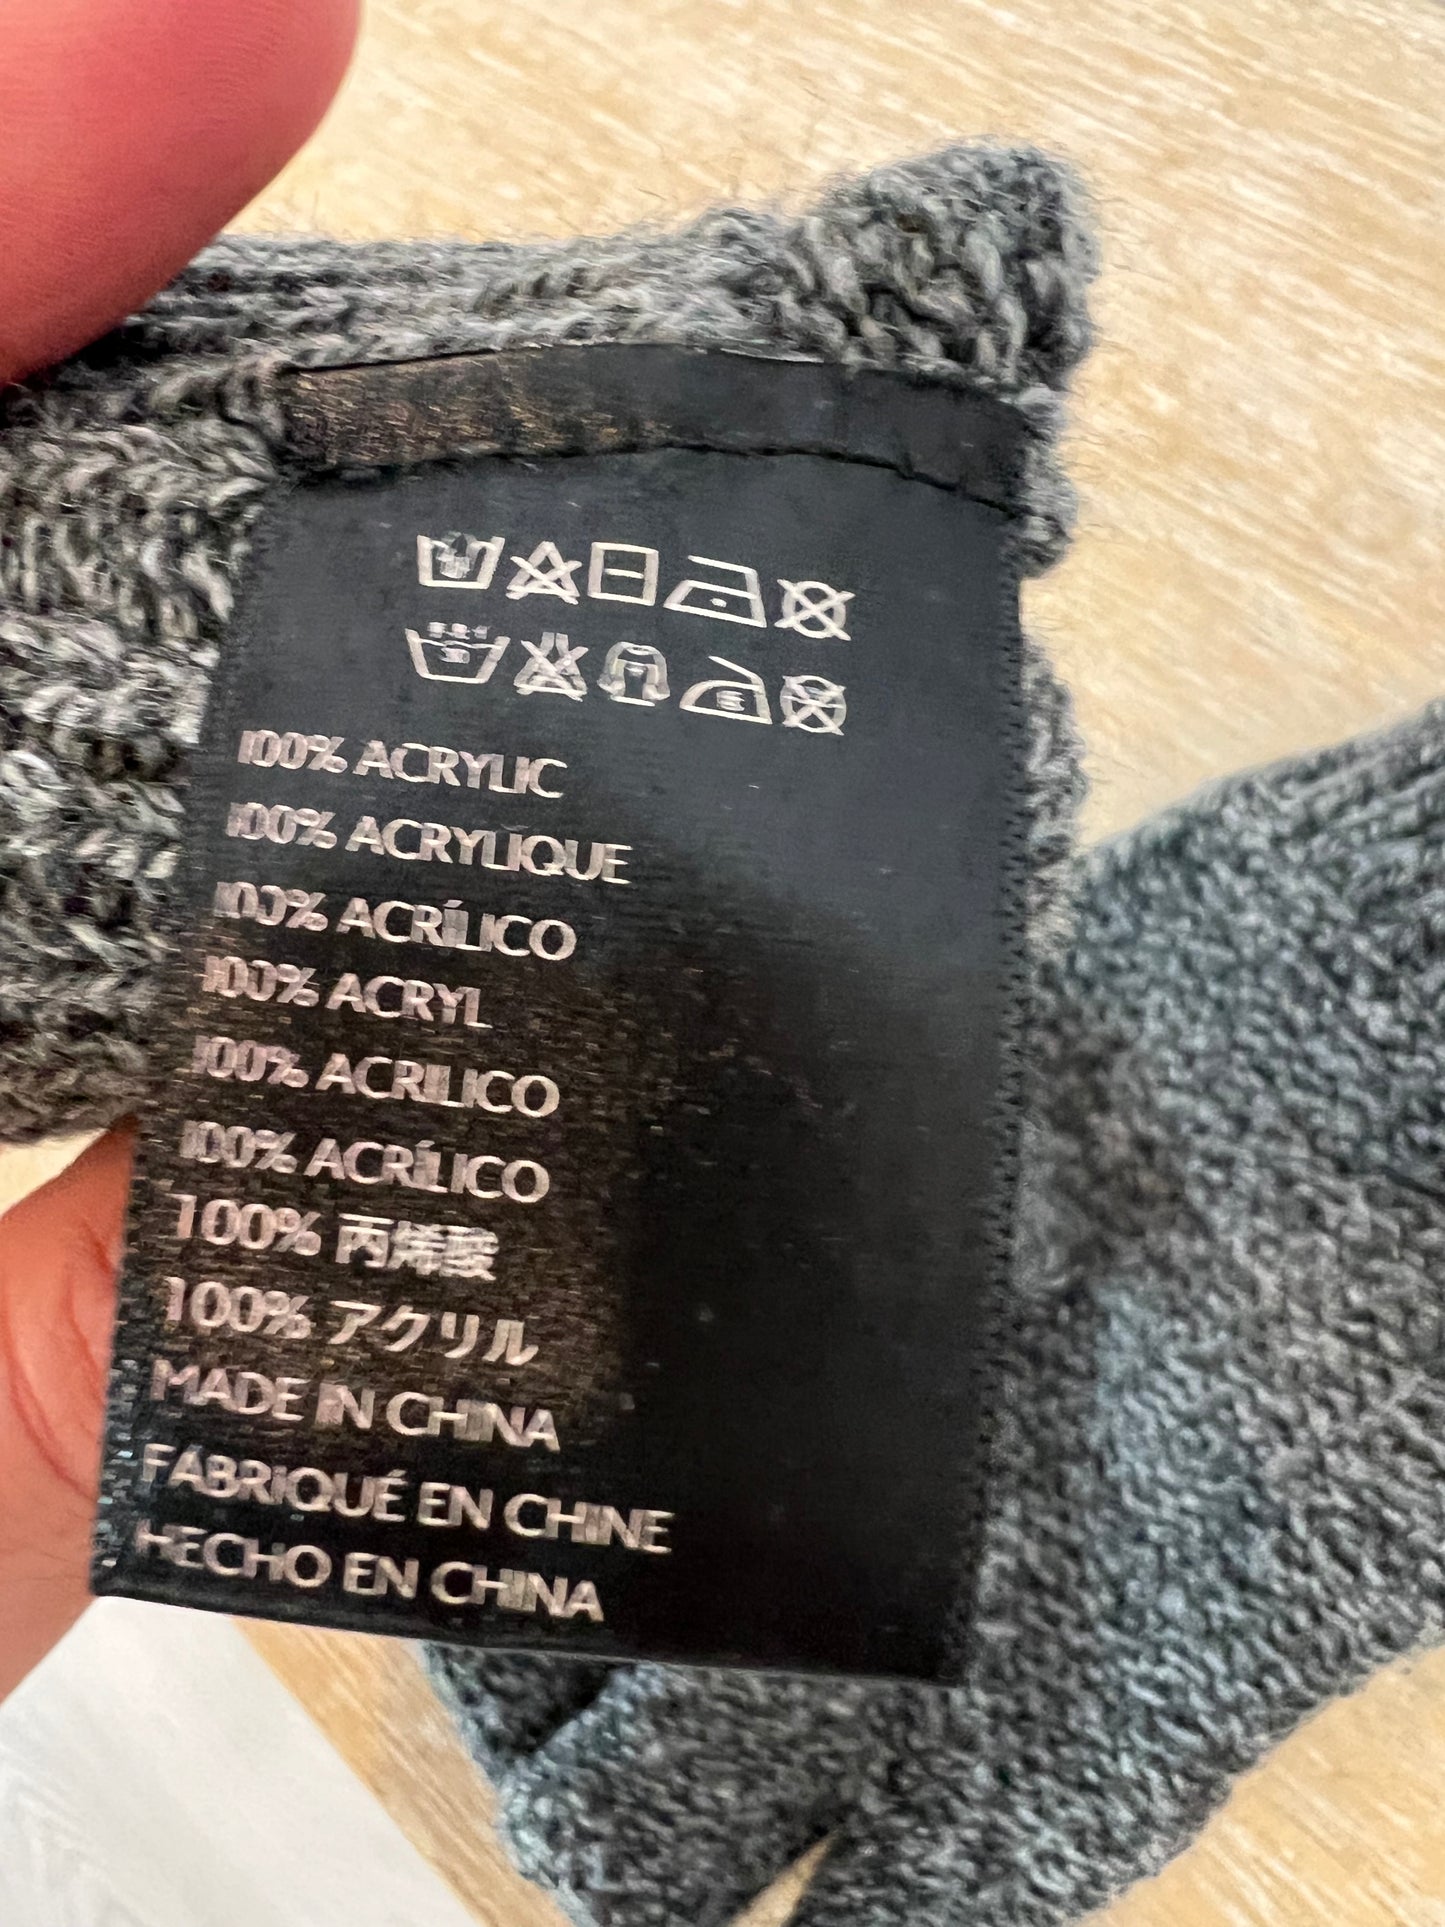 100% ACRYLIC
100% ACRYLIQUE
100% ACRÍLICO
100% ACRYL
100% ACRILICO
100% ACRÍLICO
100% 丙烯酸
100% アクリル
MADE IN CHINA
FABRIQUÉ EN CHINE
HECHO EN CHINA